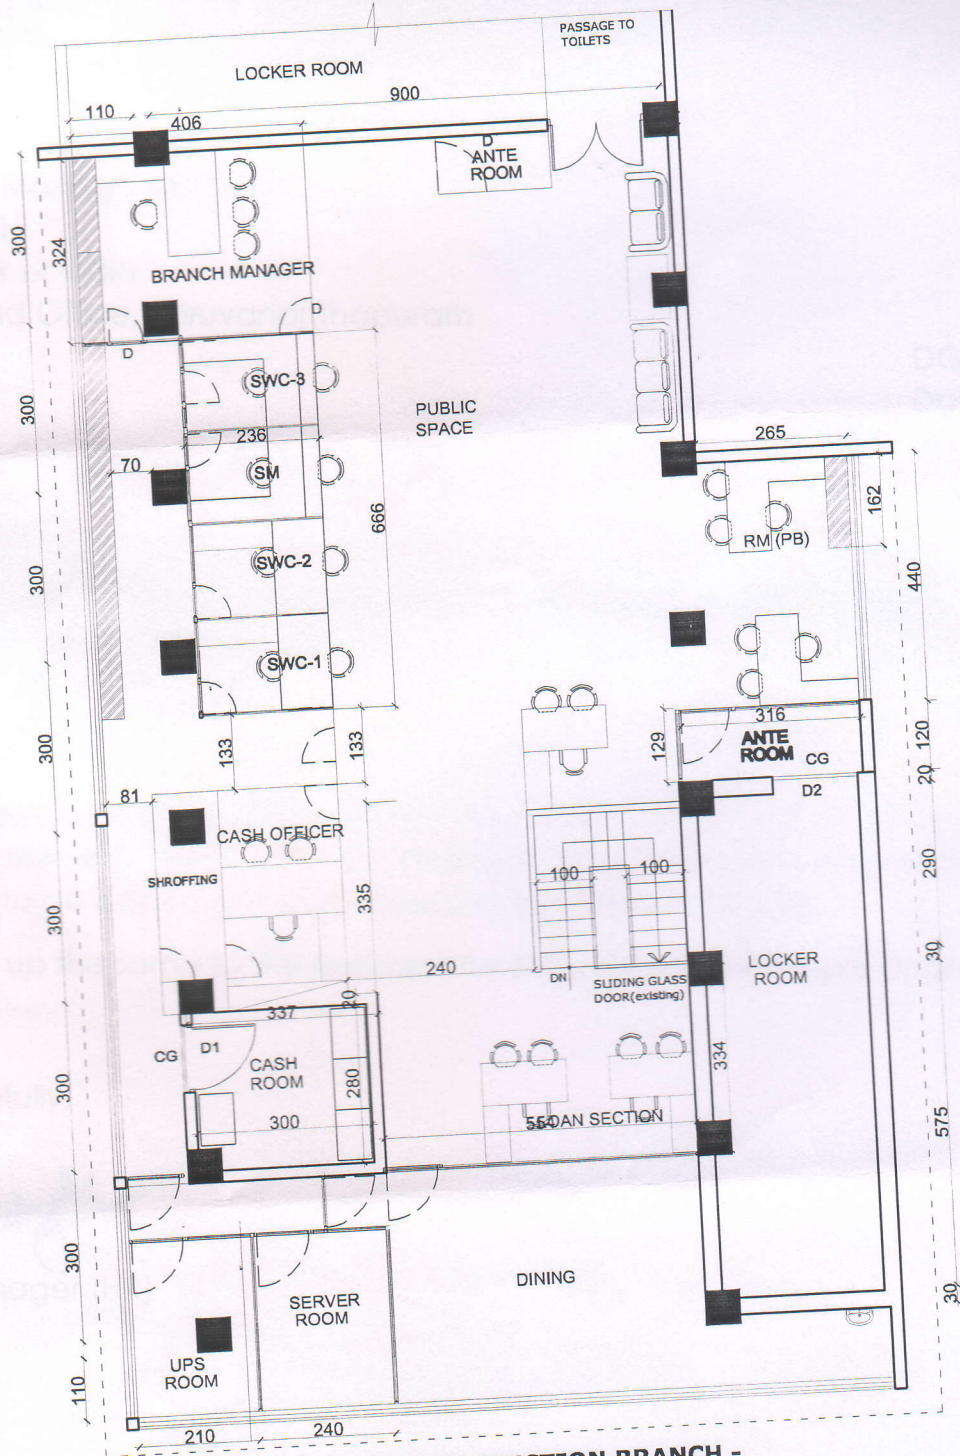 PASSAGE TO
TOILETS
LOCKER ROOM
900
110
406
D
ANTE
ROOM
300
324
BRANCH MANAGER
D
D
SWC-3
300
PUBLIC
SPACE
236
265
70
SM
162
666
RM (PB)
SWC-2
300
440
SWC-1
316
133
133
129
ANTE
ROOM
CG
120
20
300
D2
81
CASH OFFICER
SHROFFING
100
100
290
335
300
240
DN
SLIDING GLASS
DOOR(existing)
LOCKER
ROOM
30
20
337
CG
D1
CASH
ROOM
280
334
300
300
554
LOAN SECTION
575
300
DINING
SERVER
ROOM
30
UPS
ROOM
110
210
240
BRANCH -